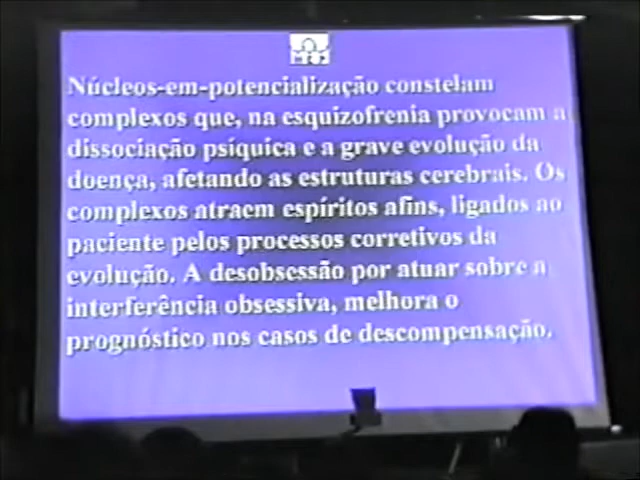 Núcleos-em-potencialização constelam
complexos que, na esquizofrenia provocam a
dissociação psíquica e a grave evolução da
doença, afetando as estruturas cerebrais. Os
complexos atraem espíritos afins, ligados ao
paciente pelos processos corretivos da
evolução. A desobsessão por atuar sobre a
interferência obsessiva, melhora o
prognóstico nos casos de descompensação.